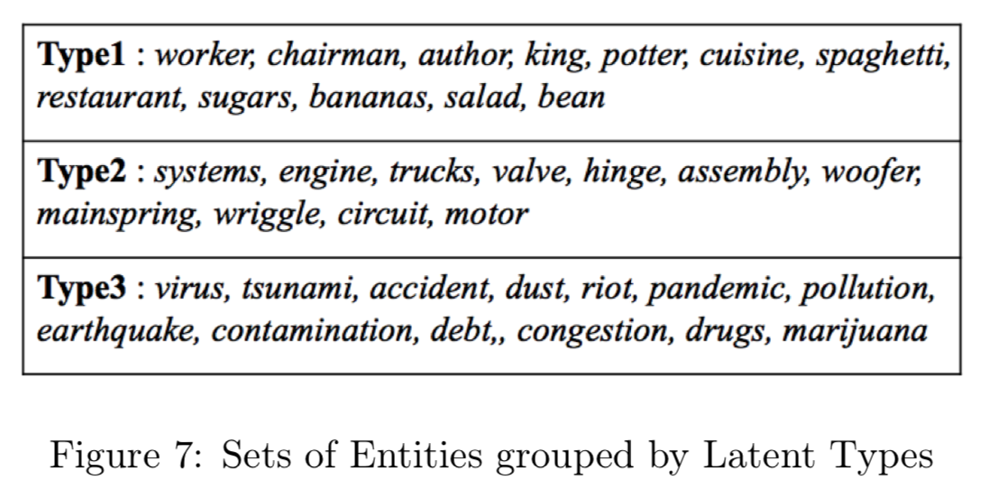 Type1 : worker, chairman, author, king, potter, cuisine, spaghetti,
restaurant, sugars, bananas, salad, bean
Type2 : systems, engine, trucks, valve, hinge, assembly, woofer,
mainspring, wriggle, circuit, motor
Type3 : virus, tsunami, accident, dust, riot, pandemic, pollution,
earthquake, contamination, debt,, congestion, drugs, marijuana
Figure 7: Sets of Entities grouped by Latent Types